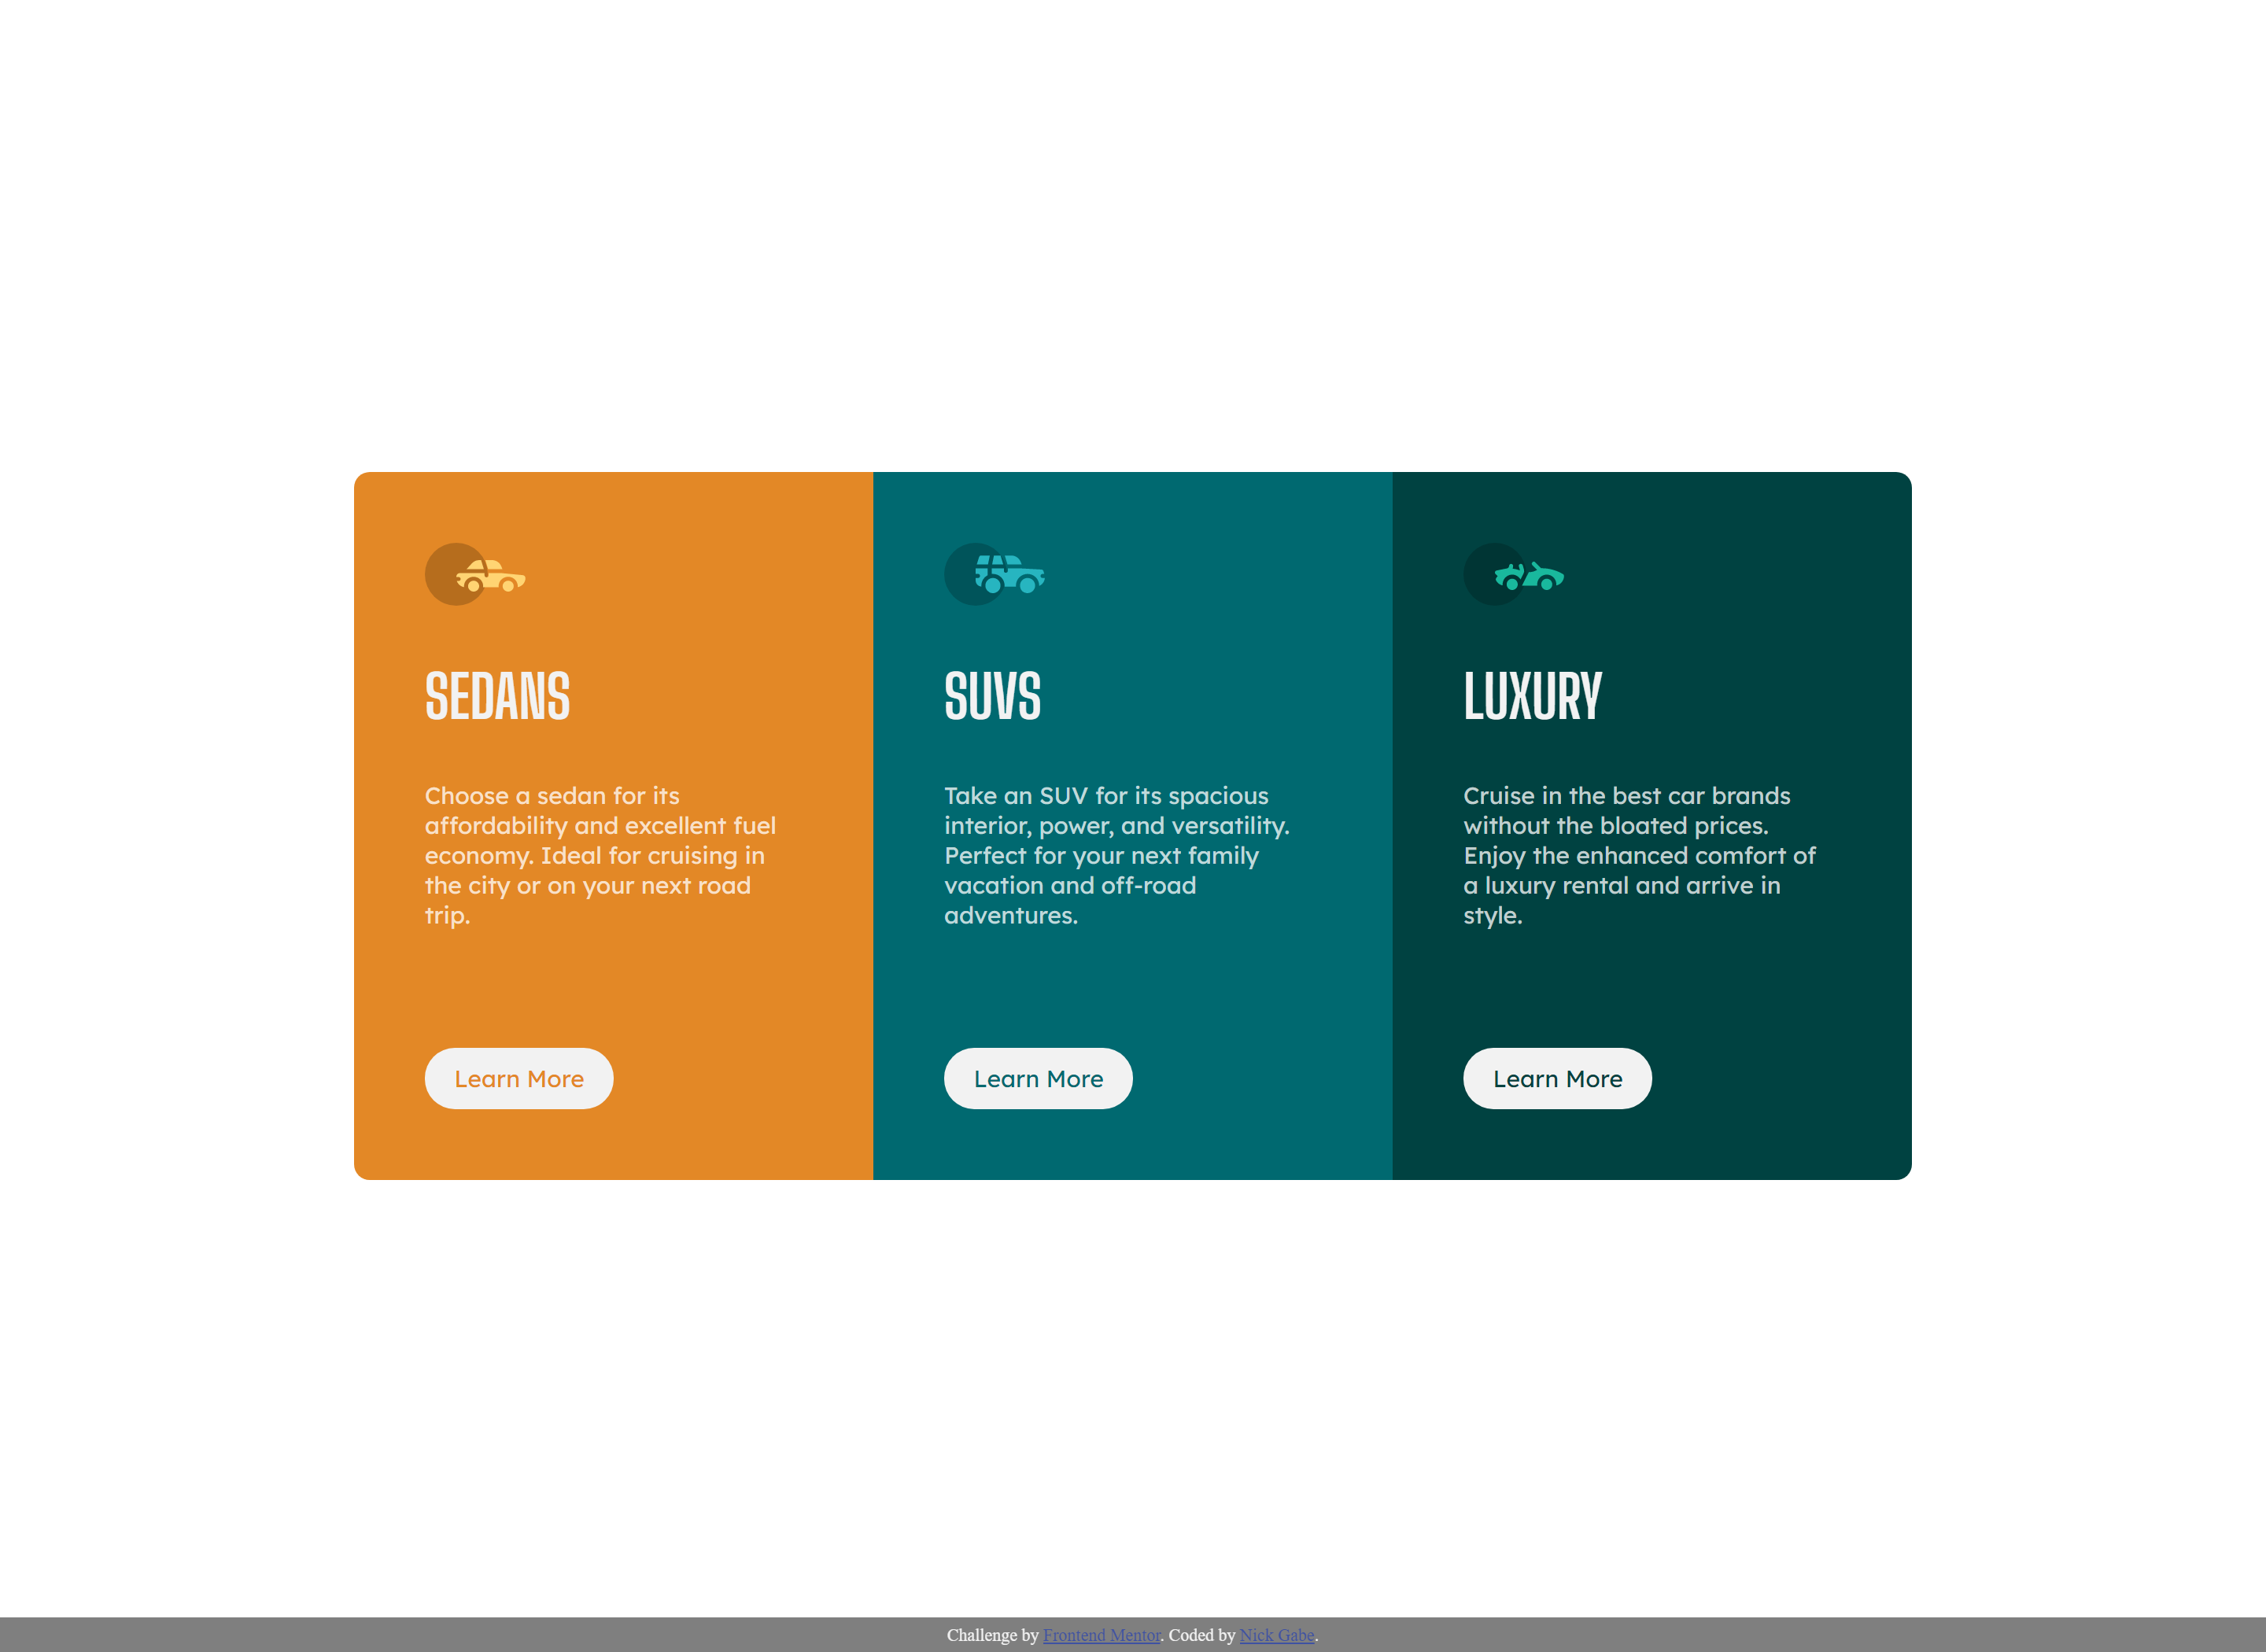 SEDANS
Choose a sedan for its
affordability and excellent fuel
economy. Ideal for cruising in
the city or on your next road
trip.
Learn More
SUVS
Take an SUV for its spacious
interior, power, and versatility.
Perfect for your next family
vacation and off-road
adventures.
Learn More
LUXURY
Cruise in the best car brands
without the bloated prices.
Enjoy the enhanced comfort of
a luxury rental and arrive in
style.
Learn More
Challenge by Frontend Mentor. Coded by Nick Gabe.